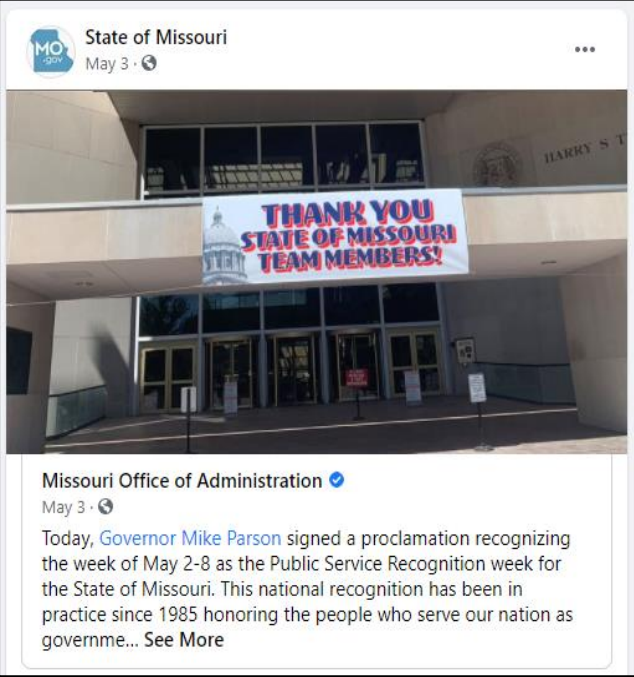 MO
.gov
State of Missouri
May 3 ·
HARRY S T
THANK YOU
STATE OF MISSOURI
TEAM MEMBERS!
Missouri Office of Administration
May 3 ·
Today, Governor Mike Parson signed a proclamation recognizing
the week of May 2-8 as the Public Service Recognition week for
the State of Missouri. This national recognition has been in
practice since 1985 honoring the people who serve our nation as
governme... See More